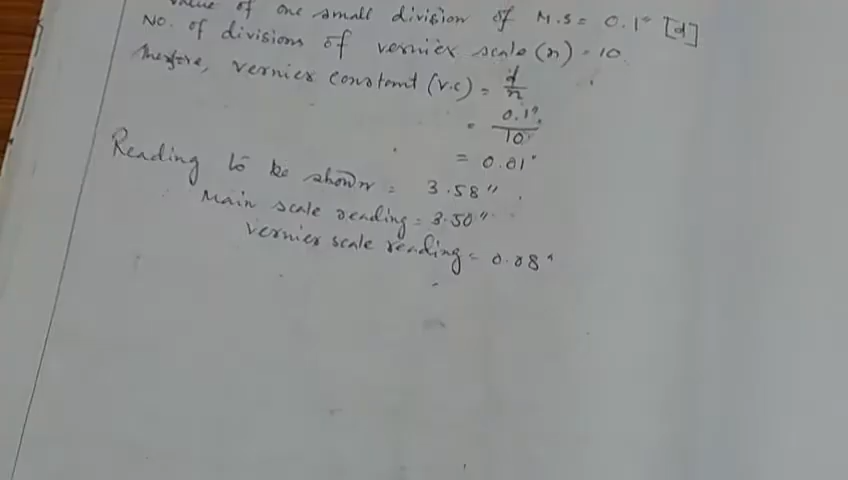 Value of one small division of M.S = 0.1" [d]
No. of divisions of vernier scale (n) = 10
Therefore, vernier constant (v.c) = d/n
= 0.1"/10
= 0.01"
Reading to be shown = 3.58"
Main scale reading = 3.50"
Vernier scale reading = 0.08"